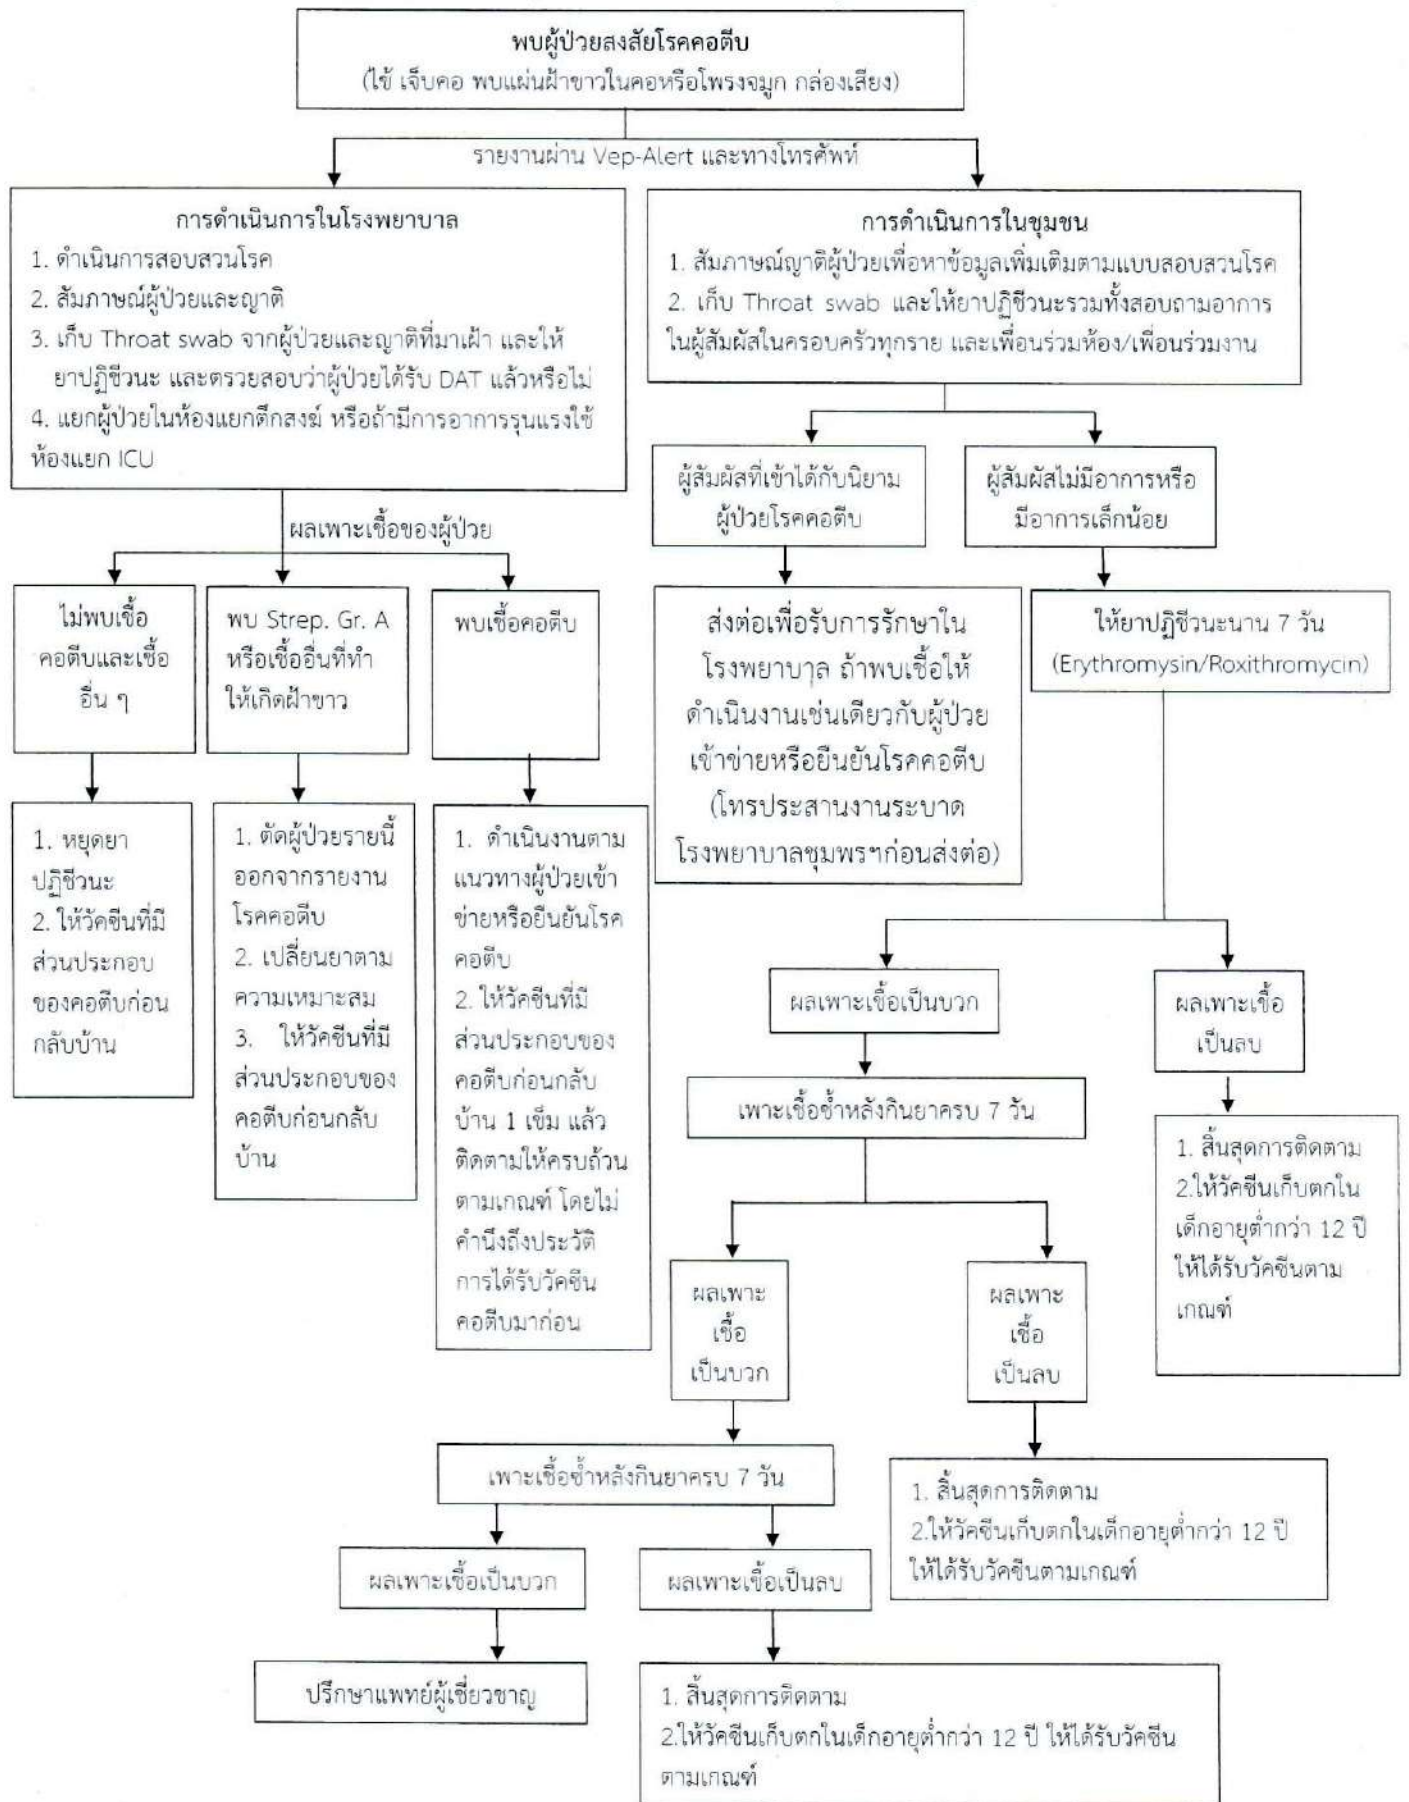 พบผู้ป่วยสงสัยโรคคอตีบ
(ไข้ เจ็บคอ พบแผ่นฝ้าขาวในคอหรือโพรงจมูก กล่องเสียง)
รายงานผ่าน Vep-Alert และทางโทรศัพท์
การดำเนินการในโรงพยาบาล
1. ดำเนินการสอบสวนโรค
2. สัมภาษณ์ผู้ป่วยและญาติ
3. เก็บ Throat swab จากผู้ป่วยและญาติที่มาเฝ้า และให้
ยาปฏิชีวนะ และตรวยสอบว่าผู้ป่วยได้รับ DAT แล้วหรือไม่
4. แยกผู้ป่วยในห้องแยกตึกสงฆ์ หรือถ้ามีการอาการรุนแรงใช้
ห้องแยก ICU
การดำเนินการในชุมชน
1. สัมภาษณ์ญาติผู้ป่วยเพื่อหาข้อมูลเพิ่มเติมตามแบบสอบสวนโรค
2. เก็บ Throat swab และให้ยาปฏิชีวนะรวมทั้งสอบถามอาการ
ในผู้สัมผัสในครอบครัวทุกราย และเพื่อนร่วมห้อง/เพื่อนร่วมงาน
ผลเพาะเชื้อของผู้ป่วย
ไม่พบเชื้อ
คอตีบและเชื้อ
อื่น ๆ
พบ Strep. Gr. A
หรือเชื้ออื่นที่ทำ
ให้เกิดฝ้าขาว
พบเชื้อคอตีบ
1. หยุดยา
ปฏิชีวนะ
2. ให้วัคซีนที่มี
ส่วนประกอบ
ของคอตีบก่อน
กลับบ้าน
1. ตัดผู้ป่วยรายนี้
ออกจากรายงาน
โรคคอตีบ
2. เปลี่ยนยาตาม
ความเหมาะสม
3. ให้วัคซีนที่มี
ส่วนประกอบของ
คอตีบก่อนกลับ
บ้าน
1. ดำเนินงานตาม
แนวทางผู้ป่วยเข้า
ข่ายหรือยืนยันโรค
คอตีบ
2. ให้วัคซีนที่มี
ส่วนประกอบของ
คอตีบก่อนกลับ
บ้าน 1 เข็ม แล้ว
ติดตามให้ครบถ้วน
ตามเกณฑ์ โดยไม่
คำนึงถึงประวัติ
การได้รับวัคซีน
คอตีบมาก่อน
ผู้สัมผัสที่เข้าได้กับนิยาม
ผู้ป่วยโรคคอตีบ
ผู้สัมผัสไม่มีอาการหรือ
มีอาการเล็กน้อย
ส่งต่อเพื่อรับการรักษาใน
โรงพยาบาล ถ้าพบเชื้อให้
ดำเนินงานเช่นเดียวกับผู้ป่วย
เข้าข่ายหรือยืนยันโรคคอตีบ
(โทรประสานงานระบาด
โรงพยาบาลชุมพรฯก่อนส่งต่อ)
ให้ยาปฏิชีวนะนาน 7 วัน
(Erythromysin/Roxithromycin)
ผลเพาะเชื้อเป็นบวก
ผลเพาะเชื้อ
เป็นลบ
เพาะเชื้อซ้ำหลังกินยาครบ 7 วัน
1. สิ้นสุดการติดตาม
2.ให้วัคซีนเก็บตกใน
เด็กอายุต่ำกว่า 12 ปี
ให้ได้รับวัคซีนตาม
เกณฑ์
ผลเพาะ
เชื้อ
เป็นบวก
ผลเพาะ
เชื้อ
เป็นลบ
เพาะเชื้อซ้ำหลังกินยาครบ 7 วัน
1. สิ้นสุดการติดตาม
2.ให้วัคซีนเก็บตกในเด็กอายุต่ำกว่า 12 ปี
ให้ได้รับวัคซีนตามเกณฑ์
ผลเพาะเชื้อเป็นบวก
ผลเพาะเชื้อเป็นลบ
ปรึกษาแพทย์ผู้เชี่ยวชาญ
1. สิ้นสุดการติดตาม
2.ให้วัคซีนเก็บตกในเด็กอายุต่ำกว่า 12 ปี ให้ได้รับวัคซีน
ตามเกณฑ์